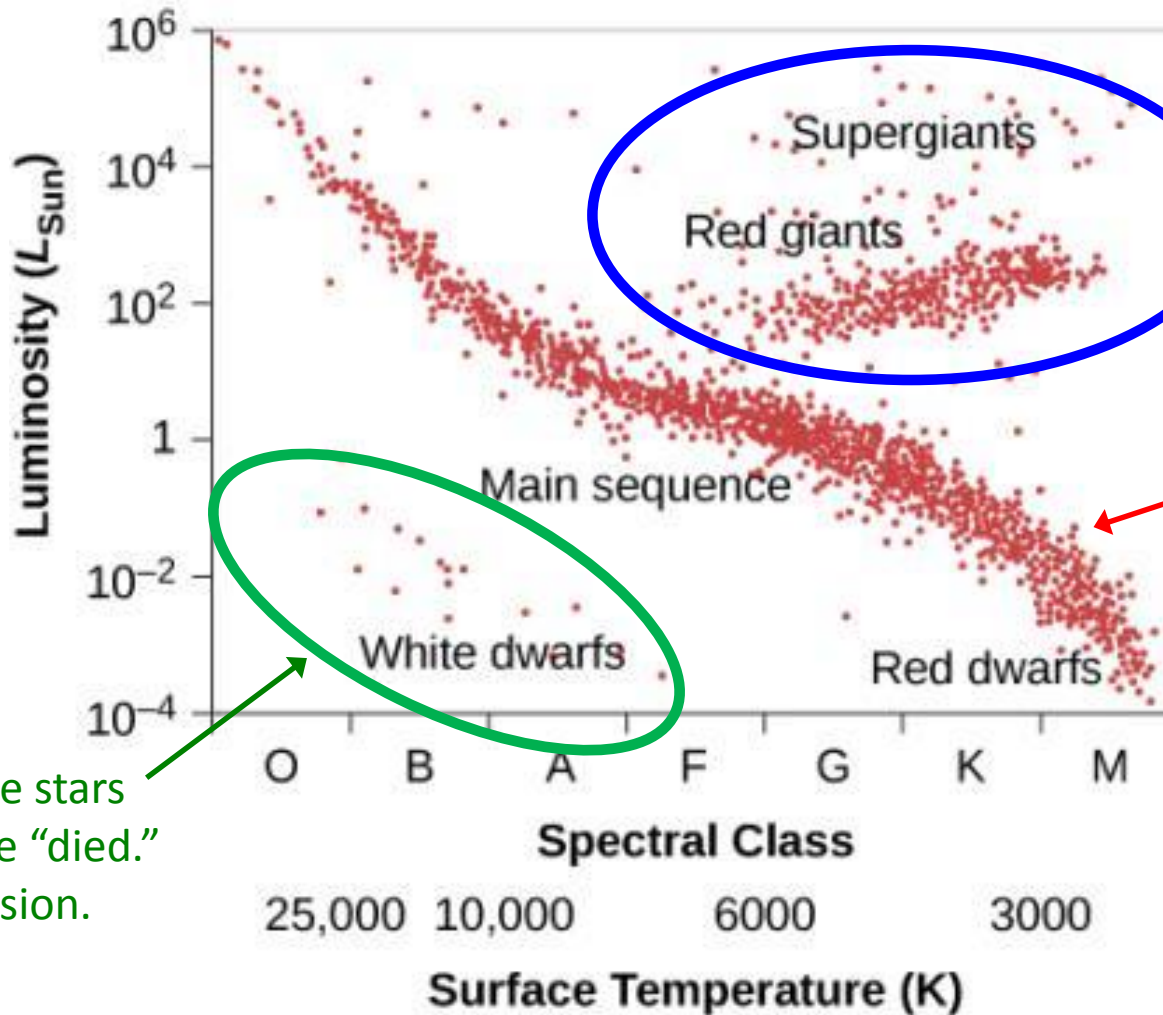 10⁶
Supergiants
10⁴
Red giants
10²
Luminosity (L_Sun)
1
Main sequence
10⁻²
White dwarfs
Red dwarfs
10⁻⁴
O B A F G K M
e stars
e “died.”
sion.
Spectral Class
25,000 10,000 6000 3000
Surface Temperature (K)